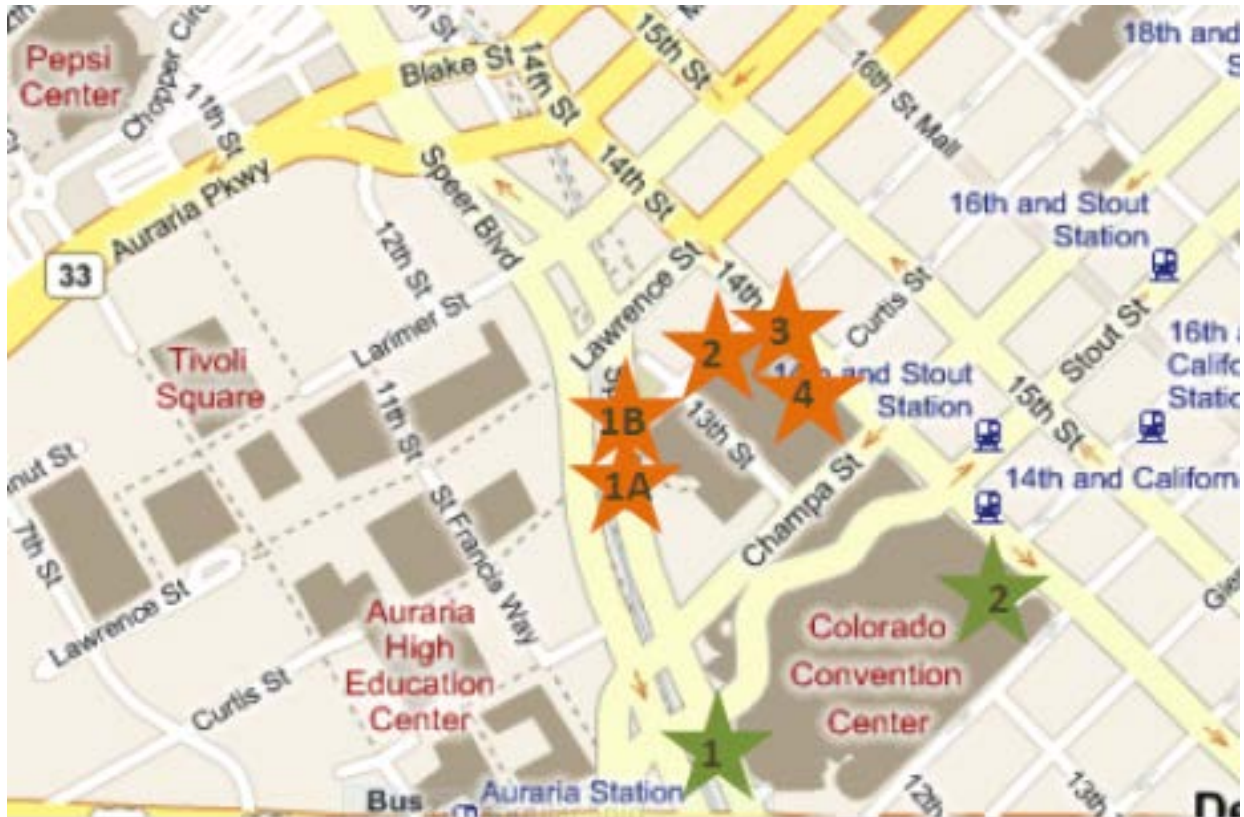 18th and
Pepsi
Center
Chopper Circ
11th St
Blake St
14th St
15th St
16th St Mall
Auraria Pkwy
Speer Blvd
14th St
33
12th St
16th and Stout
Station
Lawrence St
14th
3
Curtis St
2
Larimer St
Tivoli
Square
11th St
1B
1A
and Stout
Station
4
Stout St
16th
Califo
Static
13th St
15th St
14th and Californ
Champa St
7th St
St Francis Way
Lawrence St
Auraria
High
Education
Center
Curtis St
2
Colorado
Convention
Center
1
Auraria Station
Bus
12th
13th
De